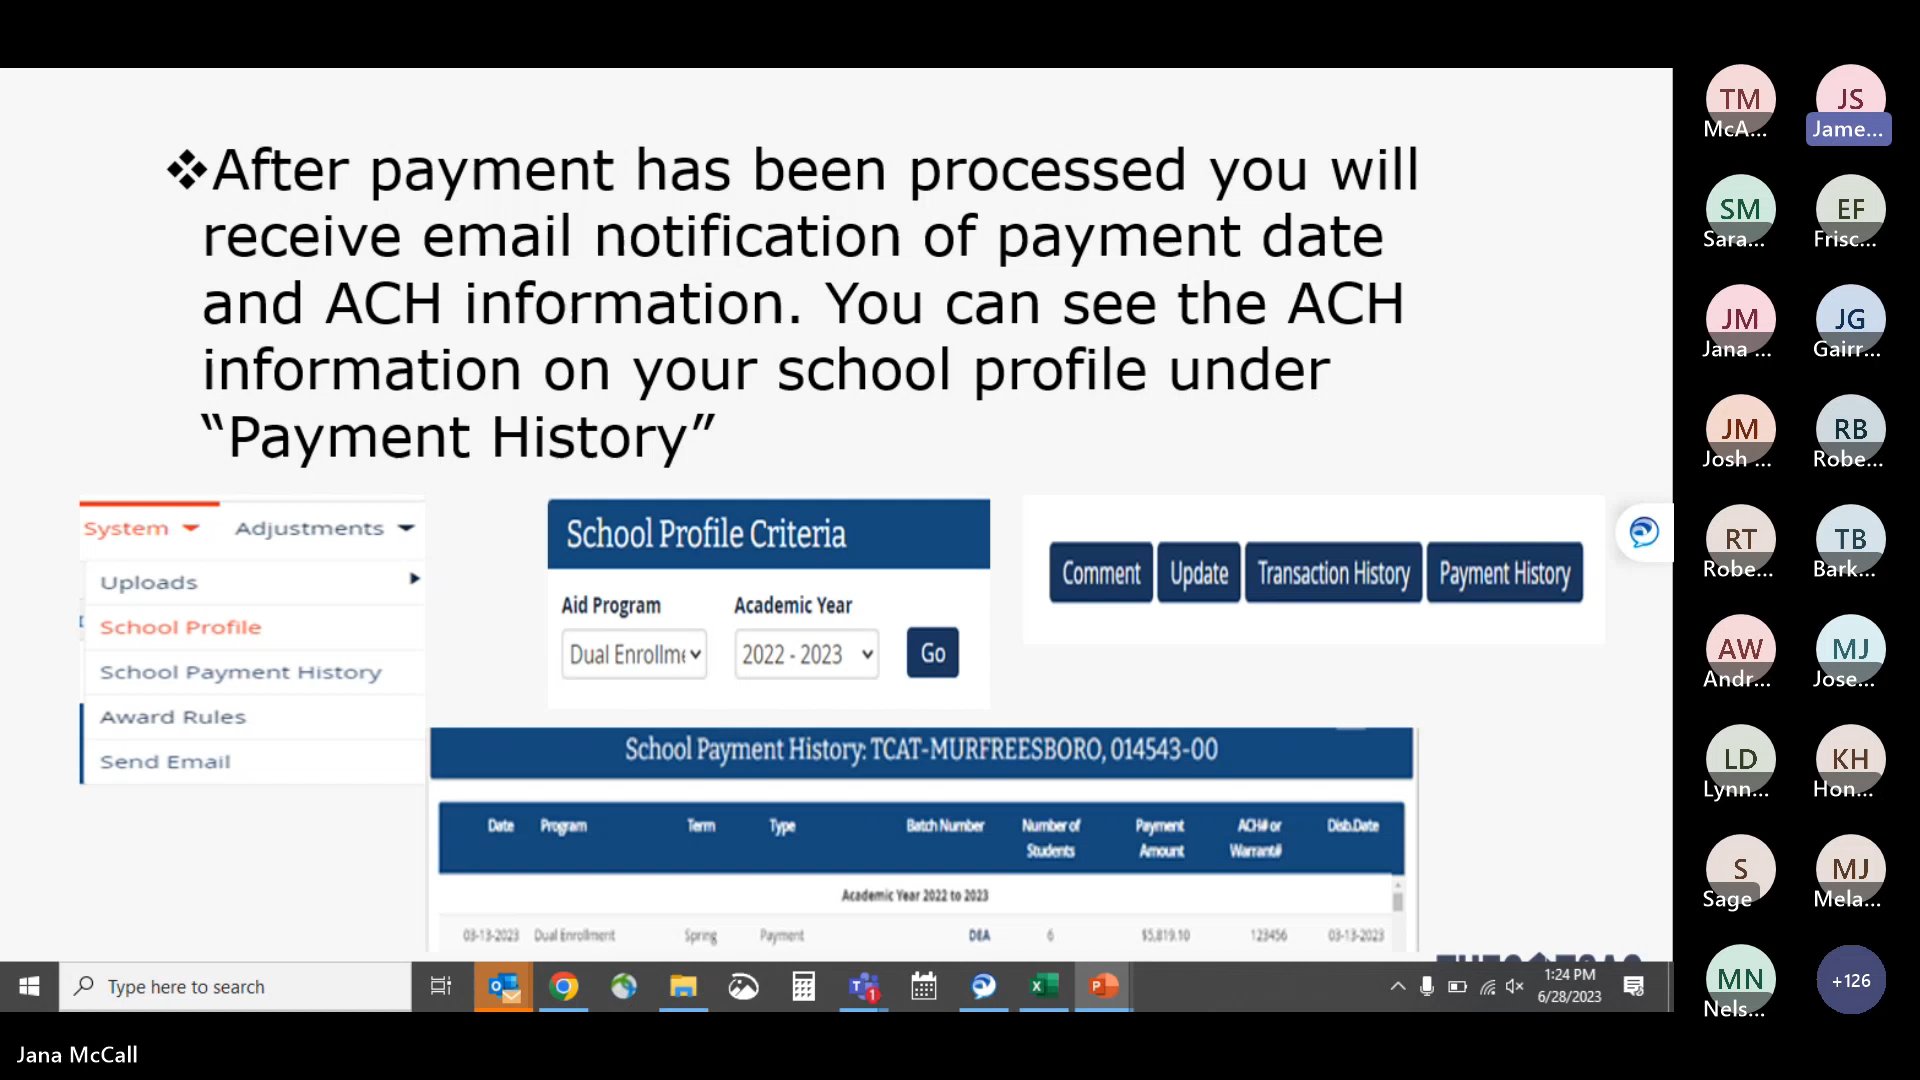 ❖After payment has been processed you will
receive email notification of payment date
and ACH information. You can see the ACH
information on your school profile under
“Payment History”
System
Adjustments
Uploads
School Profile
School Payment History
Award Rules
Send Email
School Profile Criteria
Aid Program
Academic Year
Dual Enrollme
2022 - 2023
Go
Comment
Update
Transaction History
Payment History
School Payment History: TCAT-MURFREESBORO, 014543-00
Date Program Term Type Batch Number Number of Students Payment Amount ACH# or Warrant# Disb.Date
Academic Year 2022 to 2023
03-13-2023 Dual Enrollment Spring Payment DEA 6 $5,819.10 123456 03-13-2023
Type here to search
1
1:24 PM
6/28/2023
TM
McA...
JS
Jame...
SM
Sara...
EF
Frisc...
JM
Jana ...
JG
Gairr...
JM
Josh ...
RB
Robe...
RT
Robe...
TB
Bark...
AW
Andr...
MJ
Jose...
LD
Lynn...
KH
Hon...
S
Sage
MJ
Mela...
MN
Nels...
+126
Jana McCall